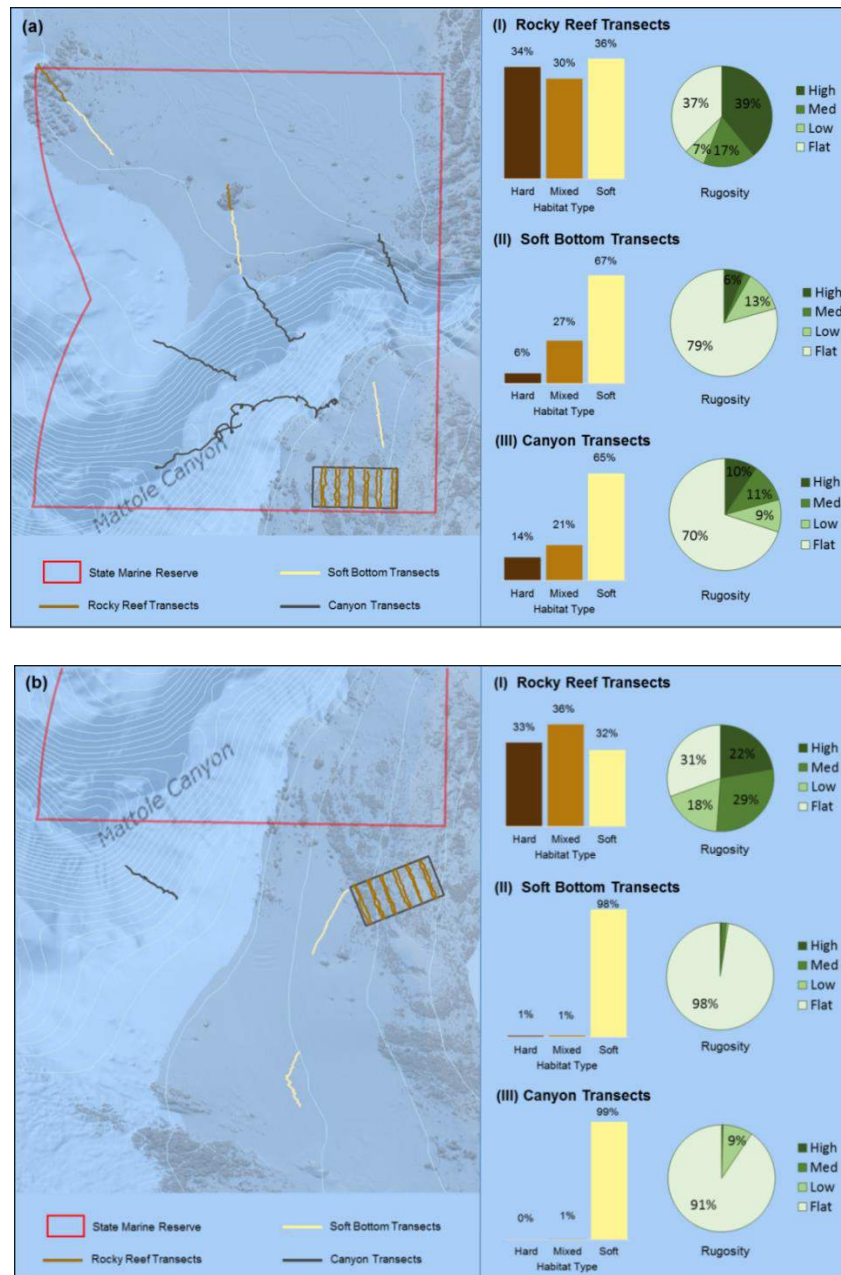 (a)
Mattole Canyon
State Marine Reserve
Soft Bottom Transects
Rocky Reef Transects
Canyon Transects
(I) Rocky Reef Transects
34%
30%
36%
Hard
Mixed
Soft
Habitat Type
37%
39%
7%
17%
High
Med
Low
Flat
Rugosity
(II) Soft Bottom Transects
6%
27%
67%
Hard
Mixed
Soft
Habitat Type
6%
13%
79%
High
Med
Low
Flat
Rugosity
(III) Canyon Transects
14%
21%
65%
Hard
Mixed
Soft
Habitat Type
10%
11%
9%
70%
High
Med
Low
Flat
Rugosity
(b)
Mattole Canyon
State Marine Reserve
Soft Bottom Transects
Rocky Reef Transects
Canyon Transects
(I) Rocky Reef Transects
33%
36%
32%
Hard
Mixed
Soft
Habitat Type
31%
22%
18%
29%
High
Med
Low
Flat
Rugosity
(II) Soft Bottom Transects
1%
1%
98%
Hard
Mixed
Soft
Habitat Type
98%
High
Med
Low
Flat
Rugosity
(III) Canyon Transects
0%
1%
99%
Hard
Mixed
Soft
Habitat Type
9%
91%
High
Med
Low
Flat
Rugosity